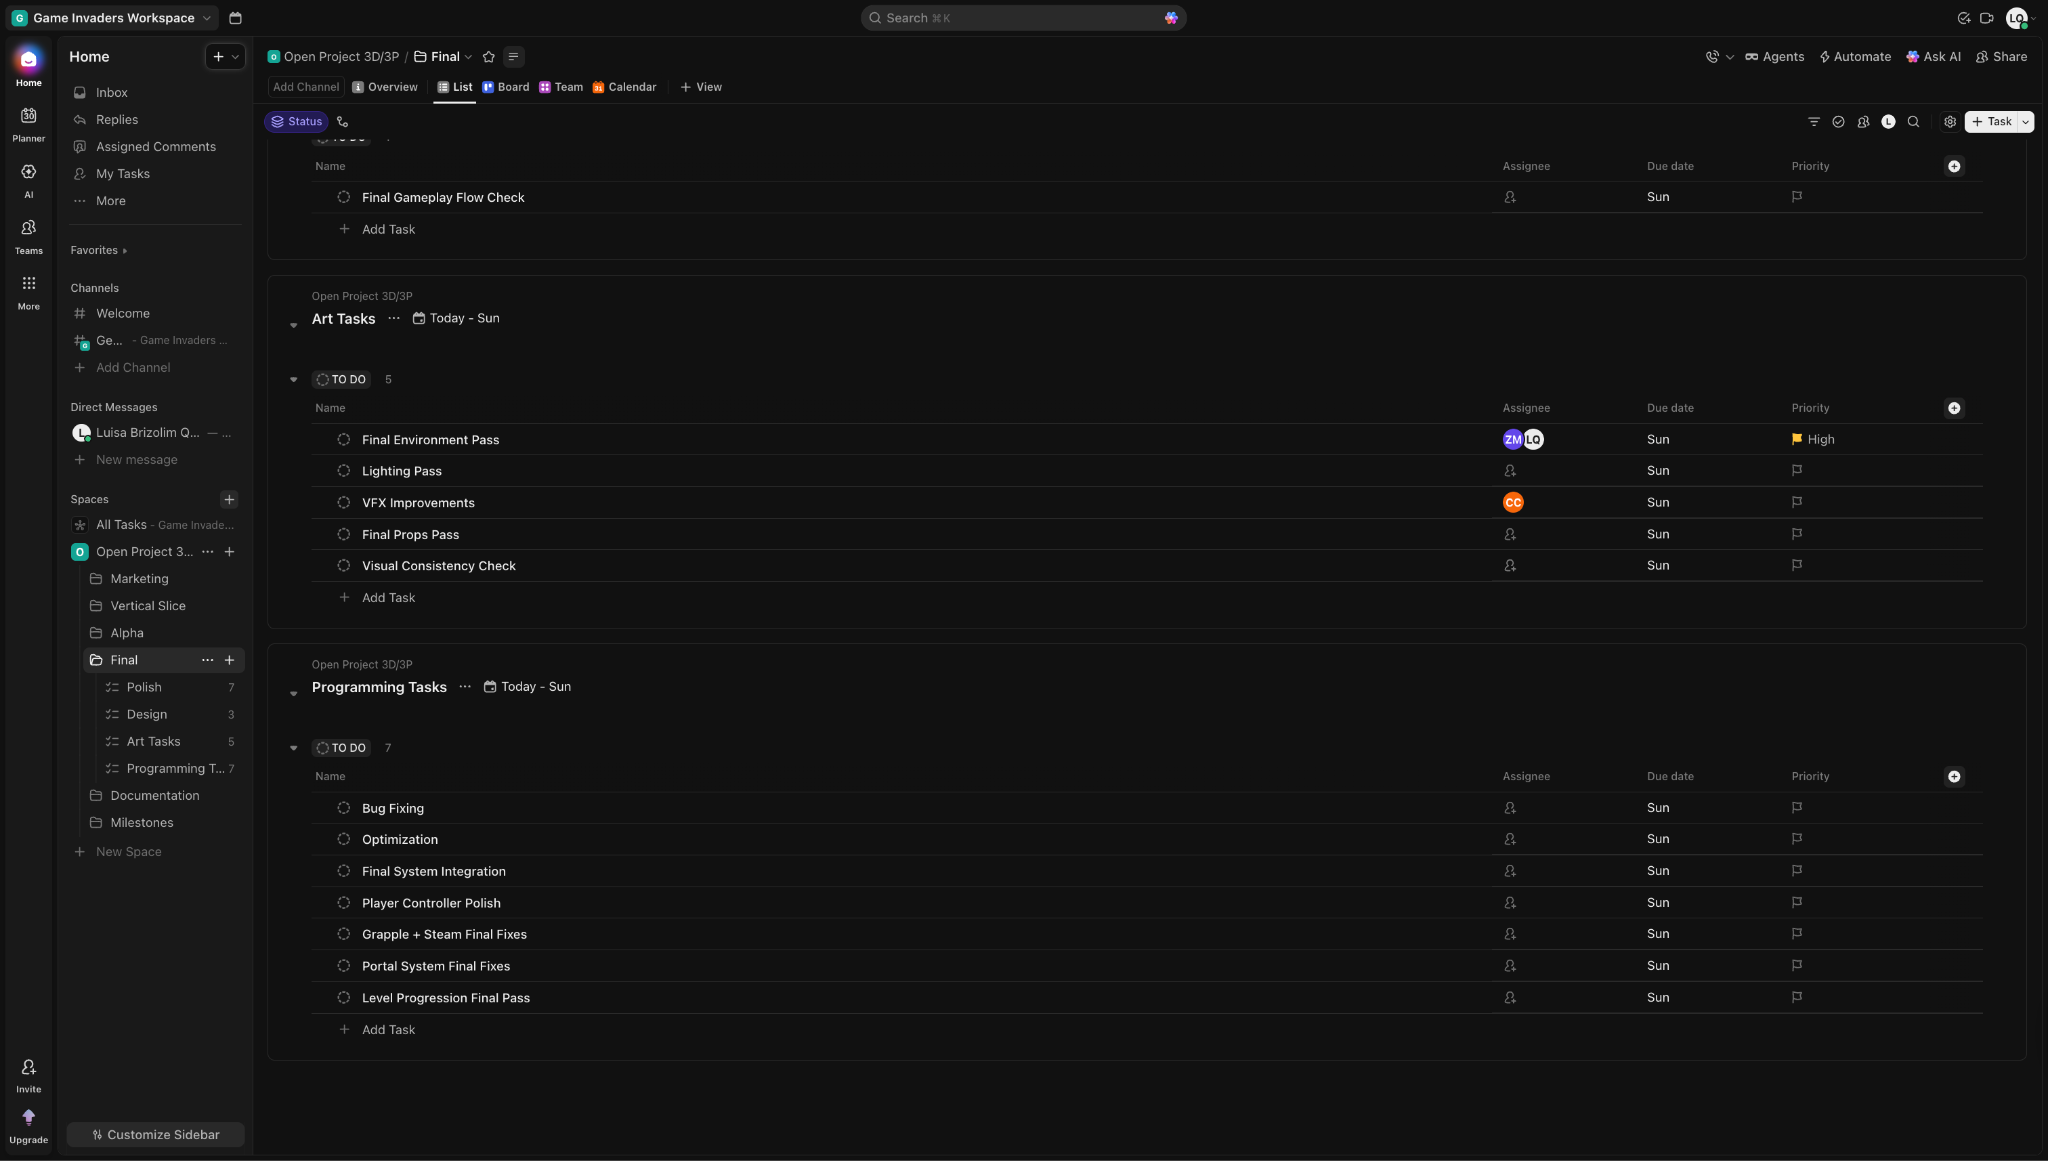 G Game Invaders Workspace
Search ⌘K
LQ
Home
Planner
AI
Teams
More
Invite
Upgrade
Home
Inbox
Replies
Assigned Comments
My Tasks
More
Favorites
Channels
Welcome
Ge... - Game Invaders ...
Add Channel
Direct Messages
L Luisa Brizolim Q... — ...
New message
Spaces
All Tasks - Game Invade...
O Open Project 3... ...
Marketing
Vertical Slice
Alpha
Final ...
Polish 7
Design 3
Art Tasks 5
Programming T... 7
Documentation
Milestones
New Space
Customize Sidebar
O Open Project 3D/3P / Final
Agents Automate Ask AI Share
Add Channel Overview List Board Team Calendar + View
Status
L
+ Task
TO DO
Name Assignee Due date Priority
Final Gameplay Flow Check Sun
+ Add Task
Open Project 3D/3P
Art Tasks ... Today - Sun
TO DO 5
Name Assignee Due date Priority
Final Environment Pass ZM LQ Sun High
Lighting Pass Sun
VFX Improvements CC Sun
Final Props Pass Sun
Visual Consistency Check Sun
+ Add Task
Open Project 3D/3P
Programming Tasks ... Today - Sun
TO DO 7
Name Assignee Due date Priority
Bug Fixing Sun
Optimization Sun
Final System Integration Sun
Player Controller Polish Sun
Grapple + Steam Final Fixes Sun
Portal System Final Fixes Sun
Level Progression Final Pass Sun
+ Add Task